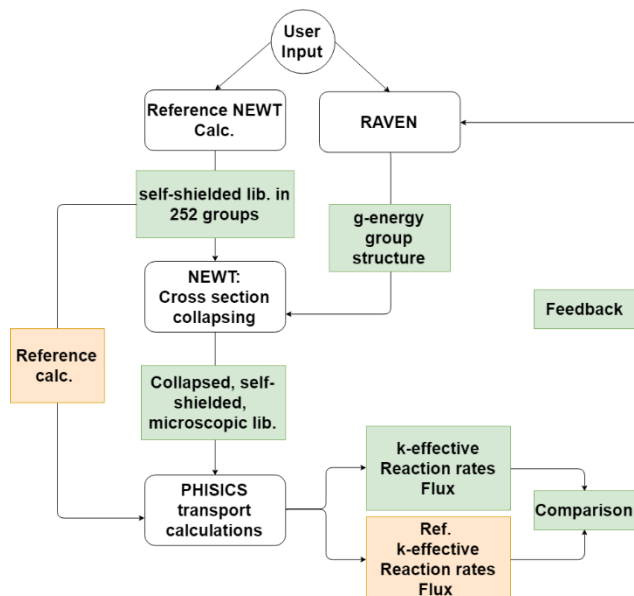 User
Input
Reference NEWT
Calc.
RAVEN
self-shielded lib. in
252 groups
g-energy
group
structure
NEWT:
Cross section
collapsing
Feedback
Reference
calc.
Collapsed, self-
shielded,
microscopic lib.
k-effective
Reaction rates
Flux
PHISICS
transport
calculations
Comparison
Ref.
k-effective
Reaction rates
Flux